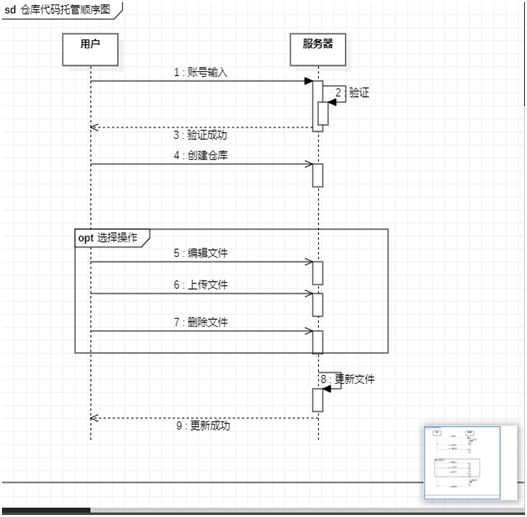 sd 仓库代码托管顺序图
用户
服务器
1 : 账号输入
2 : 验证
3 : 验证成功
4 : 创建仓库
opt 选择操作
5 : 编辑文件
6 : 上传文件
7 : 删除文件
8 : 更新文件
9 : 更新成功